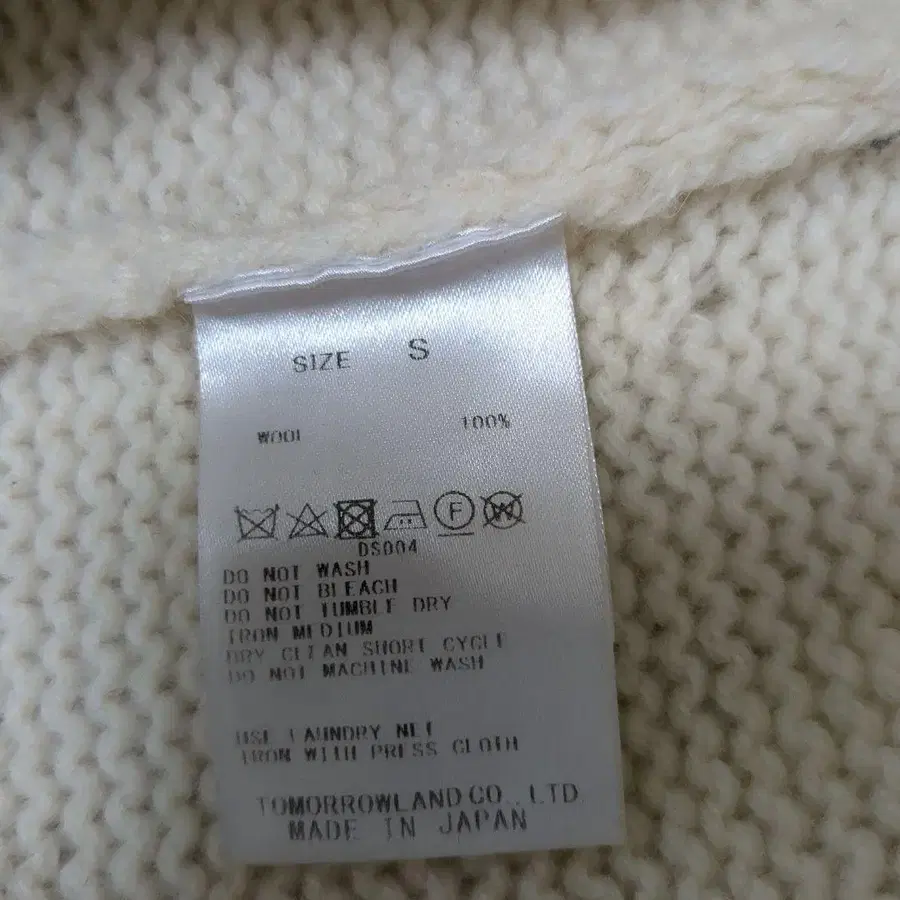 SIZE S
WOOL 100%
F W
DS004
DO NOT WASH
DO NOT BLEACH
DO NOT TUMBLE DRY
IRON MEDIUM
DRY CLEAN SHORT CYCLE
DO NOT MACHINE WASH
USE LAUNDRY NET
IRON WITH PRESS CLOTH
TOMORROWLAND CO., LTD
MADE IN JAPAN